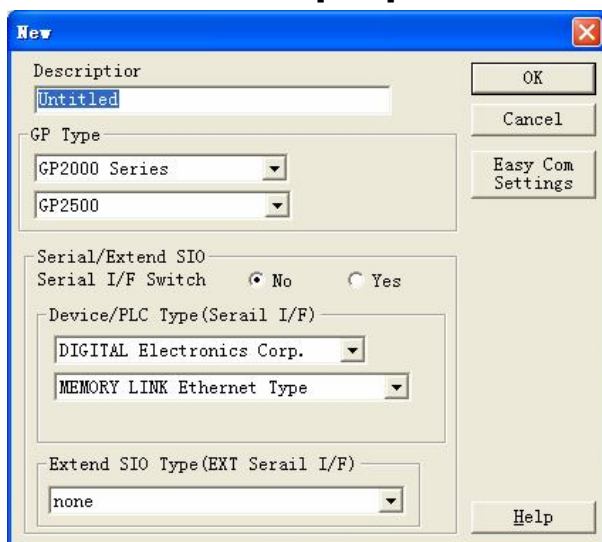 New
Descriptior
Untitled
OK
Cancel
GP Type
GP2000 Series
GP2500
Easy Com
Settings
Serial/Extend SIO
Serial I/F Switch No Yes
Device/PLC Type(Serail I/F)
DIGITAL Electronics Corp.
MEMORY LINK Ethernet Type
Extend SIO Type(EXT Serail I/F)
none
Help